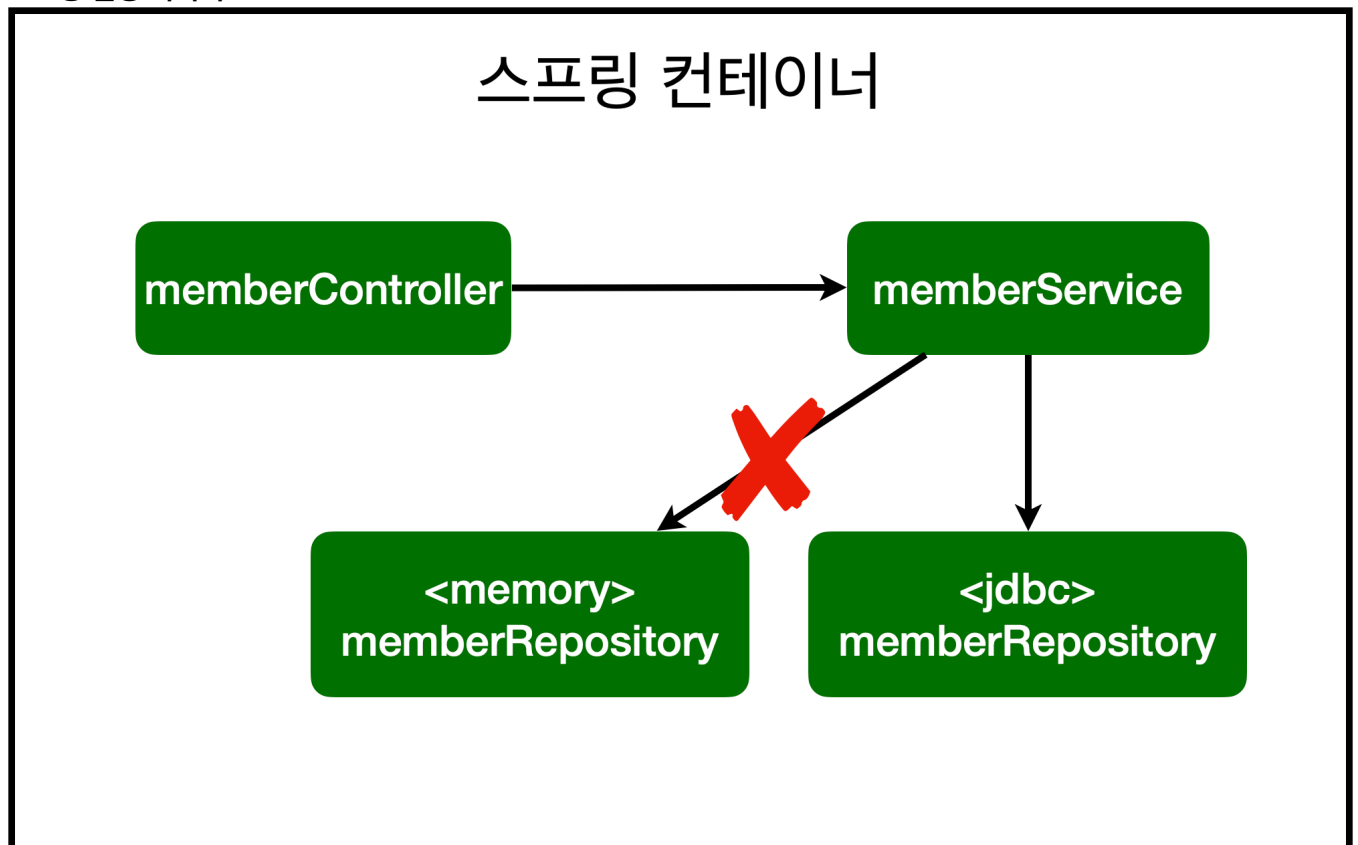 스프링 컨테이너
memberController
memberService
<memory>
memberRepository
<jdbc>
memberRepository